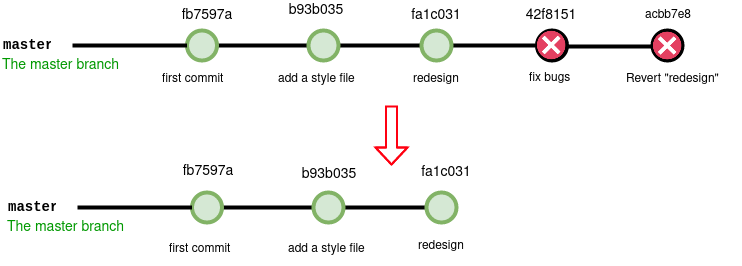 fb7597a b93b035 fa1c031 42f8151 acbb7e8
master
The master branch
first commit add a style file redesign fix bugs Revert "redesign"
fb7597a b93b035 fa1c031
master
The master branch
first commit add a style file redesign